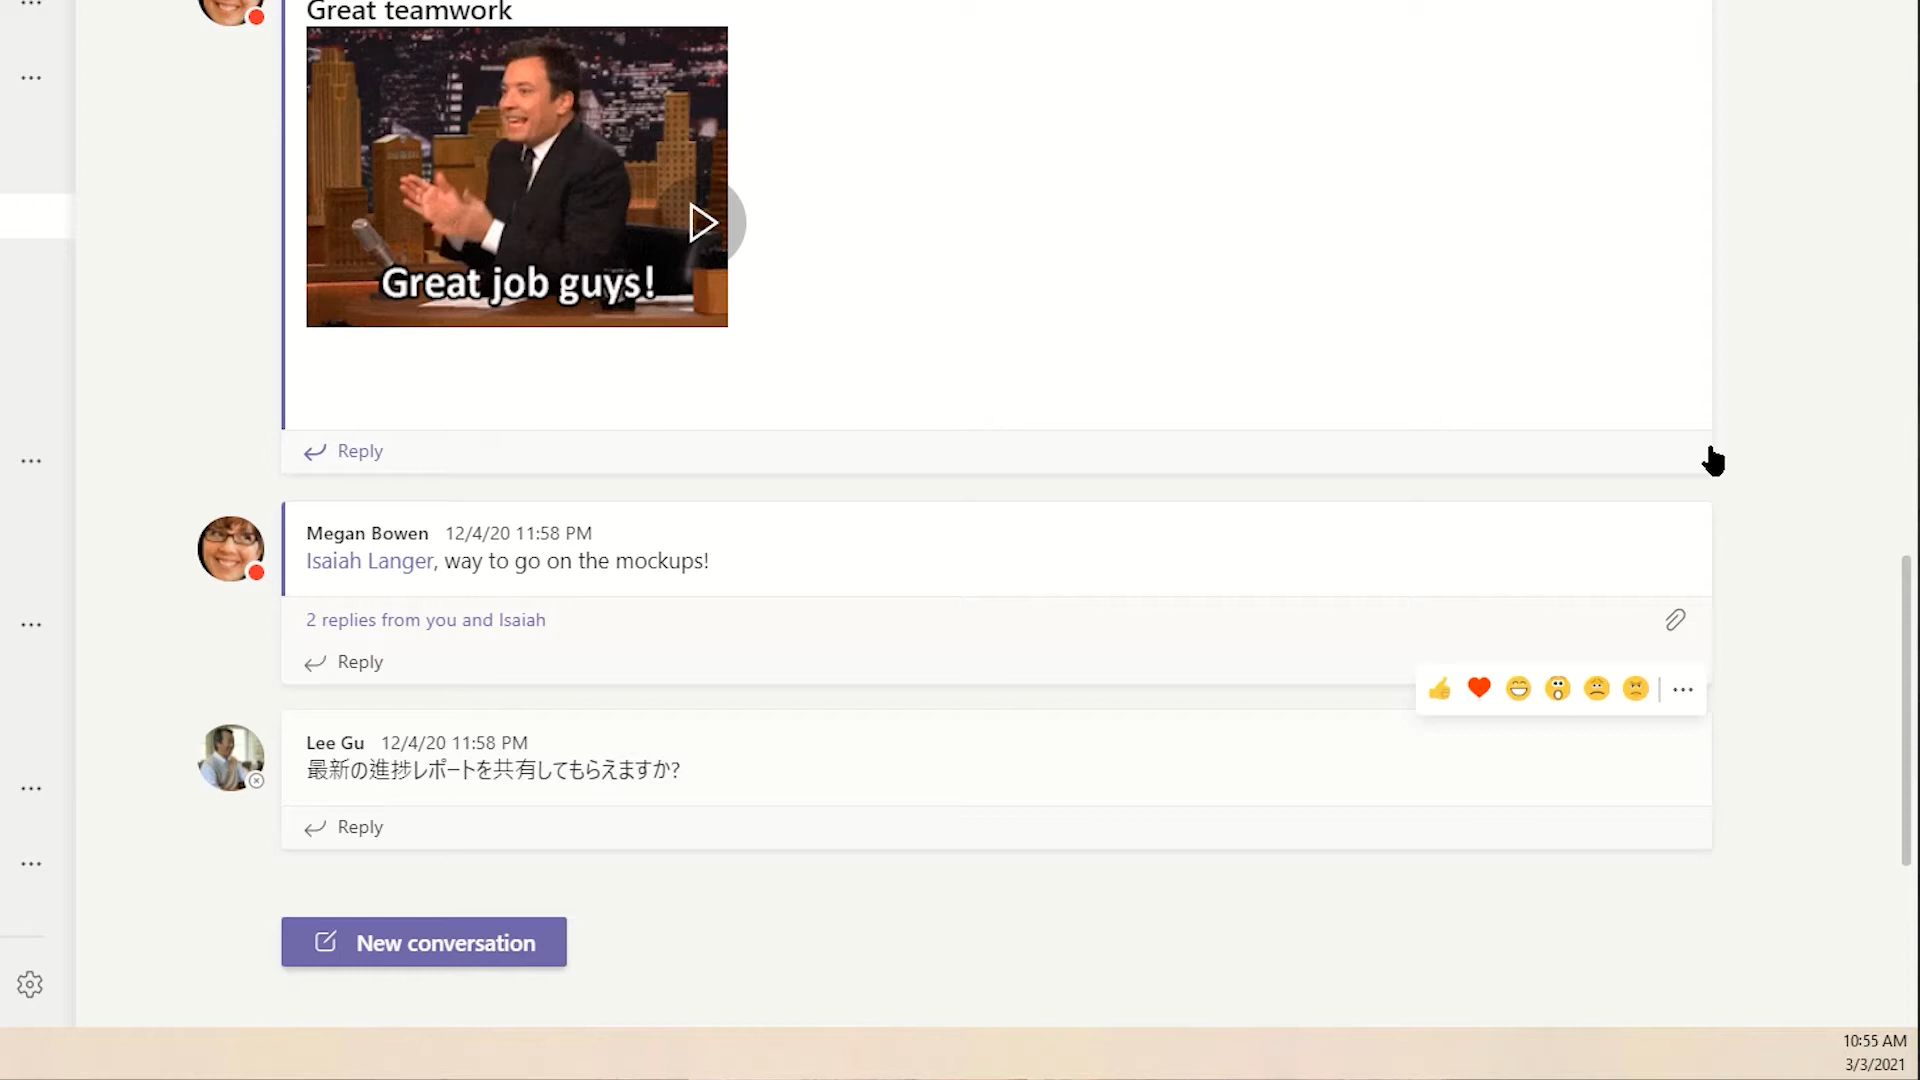 Great teamwork
Great job guys!
Reply
Megan Bowen 12/4/20 11:58 PM
Isaiah Langer, way to go on the mockups!
2 replies from you and Isaiah
Reply
Lee Gu 12/4/20 11:58 PM
最新の進捗レポートを共有してもらえますか?
Reply
New conversation
10:55 AM
3/3/2021